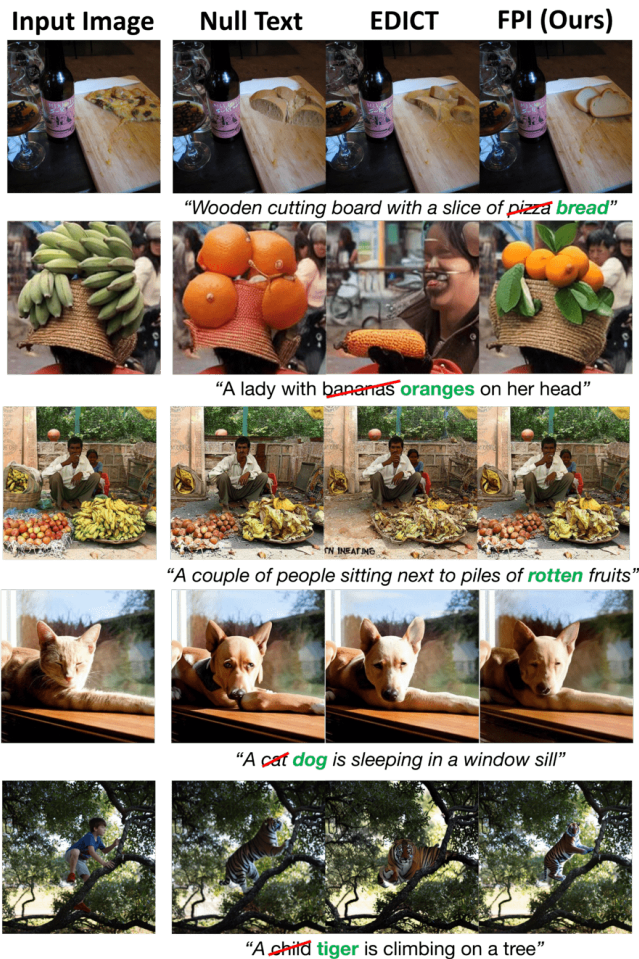 Input Image Null Text EDICT FPI (Ours)
“Wooden cutting board with a slice of pizza bread”
“A lady with bananas oranges on her head”
“A couple of people sitting next to piles of rotten fruits”
“A cat dog is sleeping in a window sill”
“A child tiger is climbing on a tree”